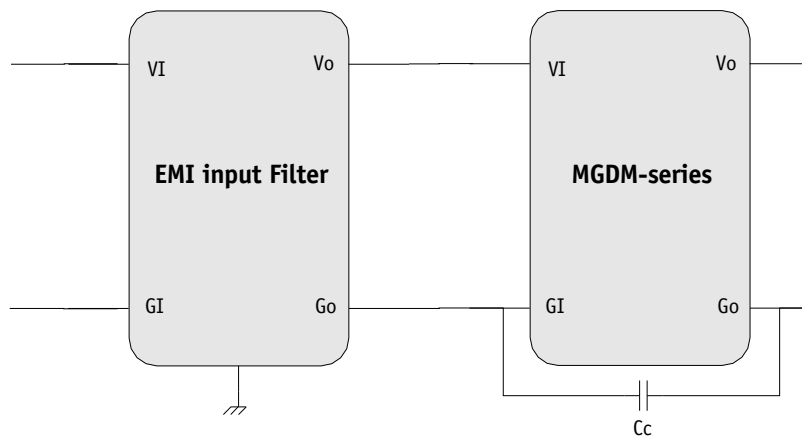 VI Vo VI Vo
EMI input Filter MGDM-series
GI Go GI Go
Cc